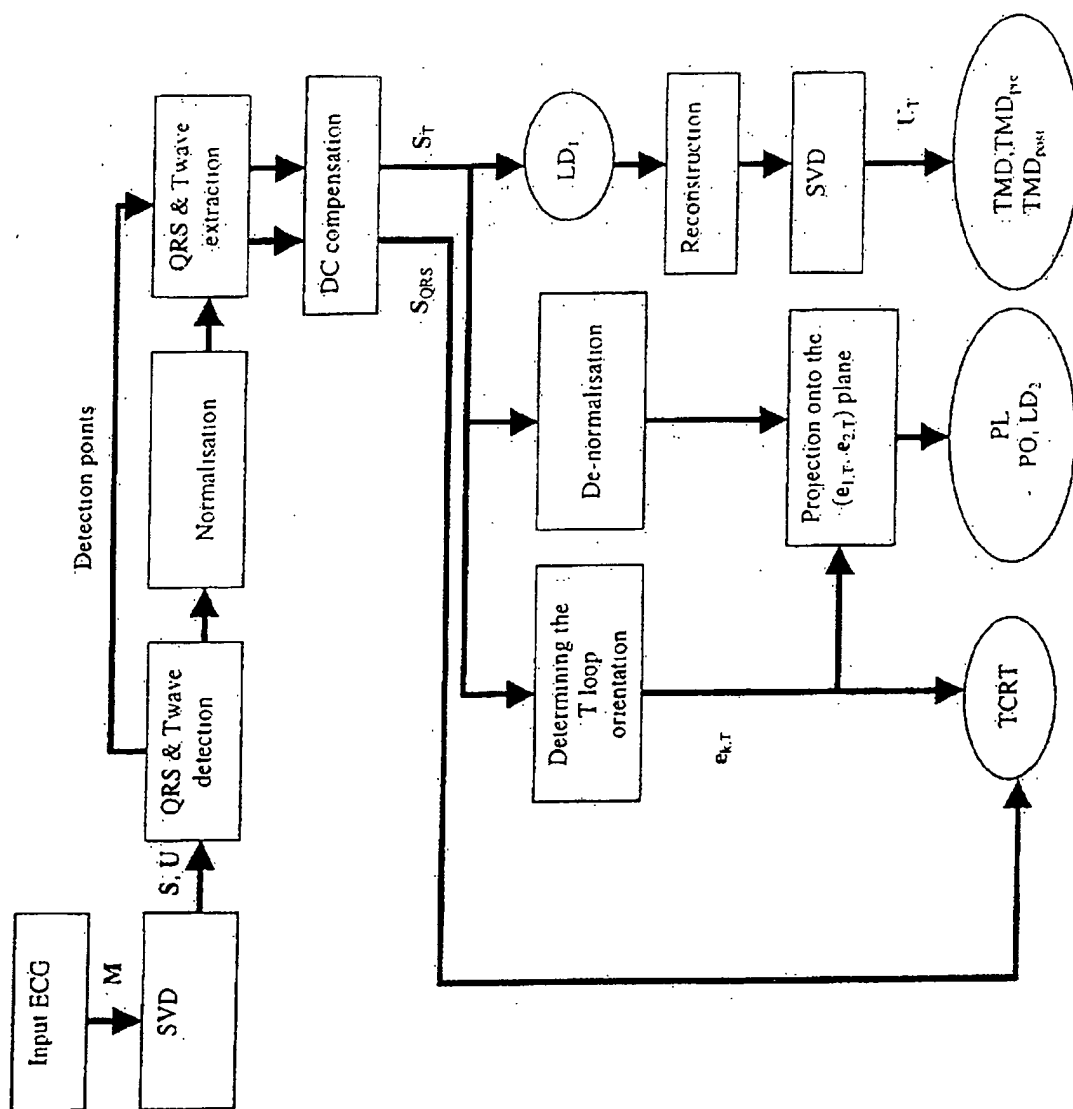 Input ECG
M
SVD
S, U
QRS & Twave
detection
Detection points
Normalisation
QRS & Twave
extraction
DC compensation
S_QRS
S_T
Determining the
T loop
orientation
e_k,T
De-normalisation
LD_1
Reconstruction
Projection onto the
(e_1,T, e_2,T) plane
SVD
U_T
TCRT
PL
PO, LD_2
TMD, TMD_pre
TMD_post